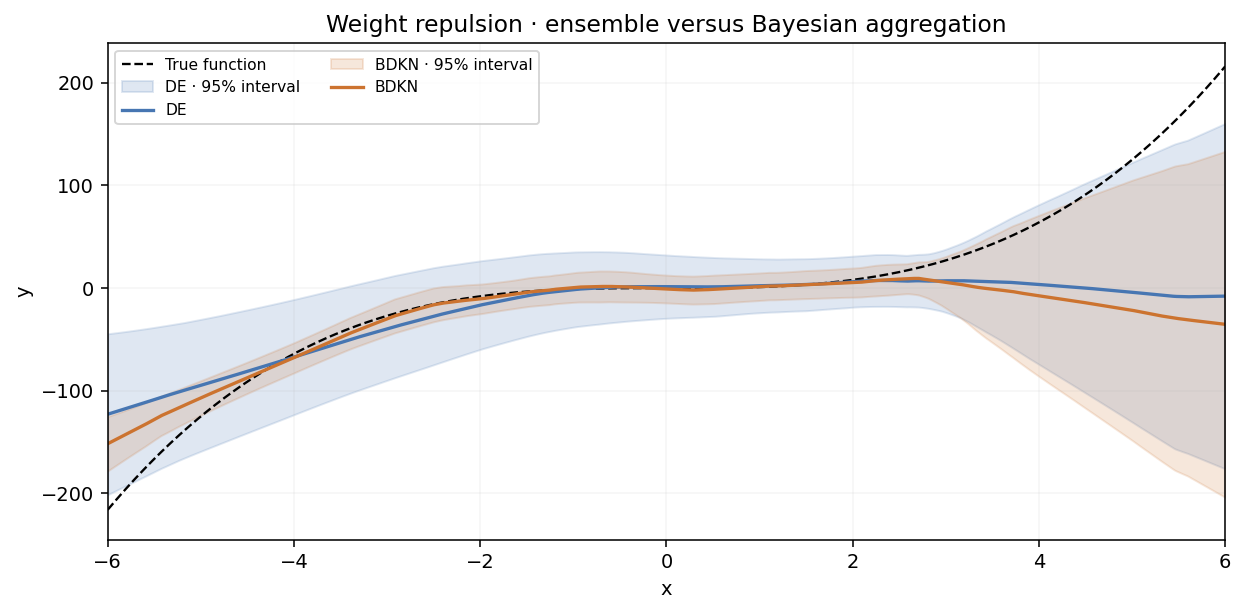 Weight repulsion · ensemble versus Bayesian aggregation
True function
DE · 95% interval
DE
BDKN · 95% interval
BDKN
y
200
100
0
−100
−200
−6
−4
−2
0
2
4
6
x